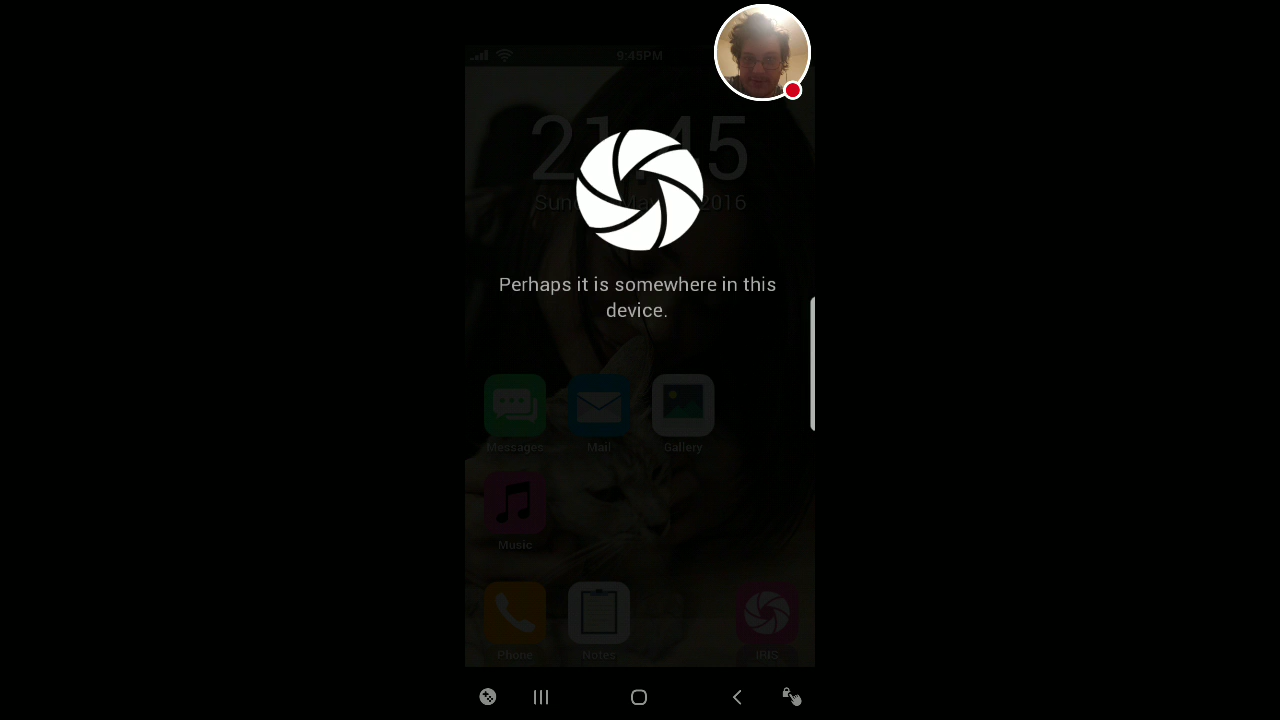 9:45PM
21:45
2016
Perhaps it is somewhere in this
device.
Messages Mail Gallery
Music
Phone Notes IRIS